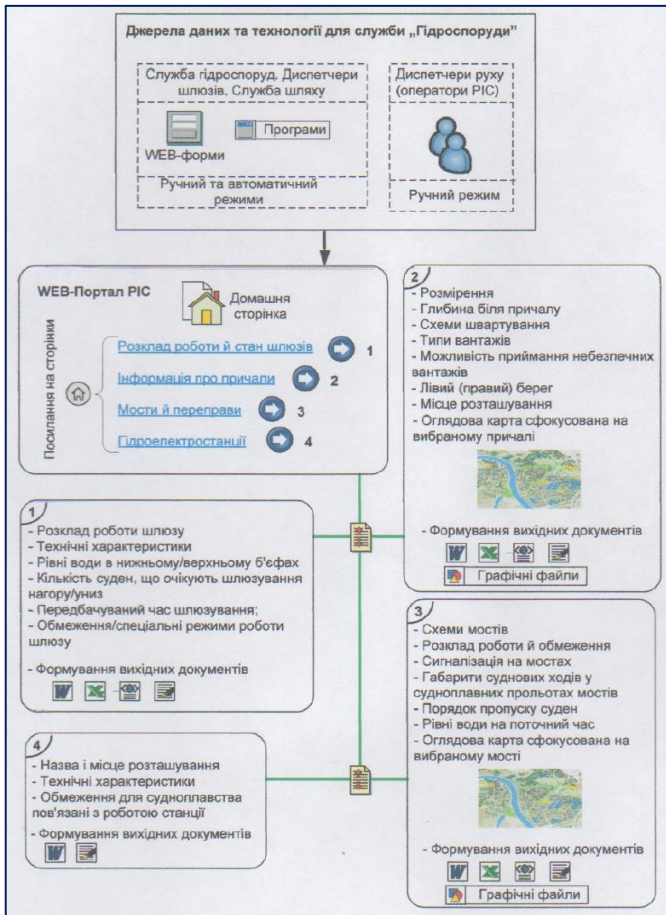 Джерела даних та технології для служби „Гідроспоруди”
Служба гідроспоруд. Диспетчери
шлюзів. Служба шляху
WEB-форми
Програми
Ручний та автоматичний
режими
Диспетчери руху
(оператори РІС)
Ручний режим
WEB-Портал РІС
Домашня
сторінка
Посилання на сторінки
Розклад роботи й стан шлюзів 1
Інформація про причали 2
Мости й переправи 3
Гідроелектростанції 4
2
- Розмірення
- Глибина біля причалу
- Схеми швартування
- Типи вантажів
- Можливість приймання небезпечних
вантажів
- Лівий (правий) берег
- Місце розташування
- Оглядова карта сфокусована на
вибраному причалі
- Формування вихідних документів
Графічні файли
1
- Розклад роботи шлюзу
- Технічні характеристики
- Рівні води в нижньому/верхньому б'єфах
- Кількість суден, що очікують шлюзування
нагору/униз
- Передбачуваний час шлюзування;
- Обмеження/спеціальні режими роботи
шлюзу
- Формування вихідних документів
3
- Схеми мостів
- Розклад роботи й обмеження
- Сигналізація на мостах
- Габарити суднових ходів у
судноплавних прольотах мостів
- Порядок пропуску суден
- Рівні води на поточний час
- Оглядова карта сфокусована на
вибраному мості
- Формування вихідних документів
Графічні файли
4
- Назва і місце розташування
- Технічні характеристики
- Обмеження для судноплавства
пов'язані з роботою станції
- Формування вихідних документів